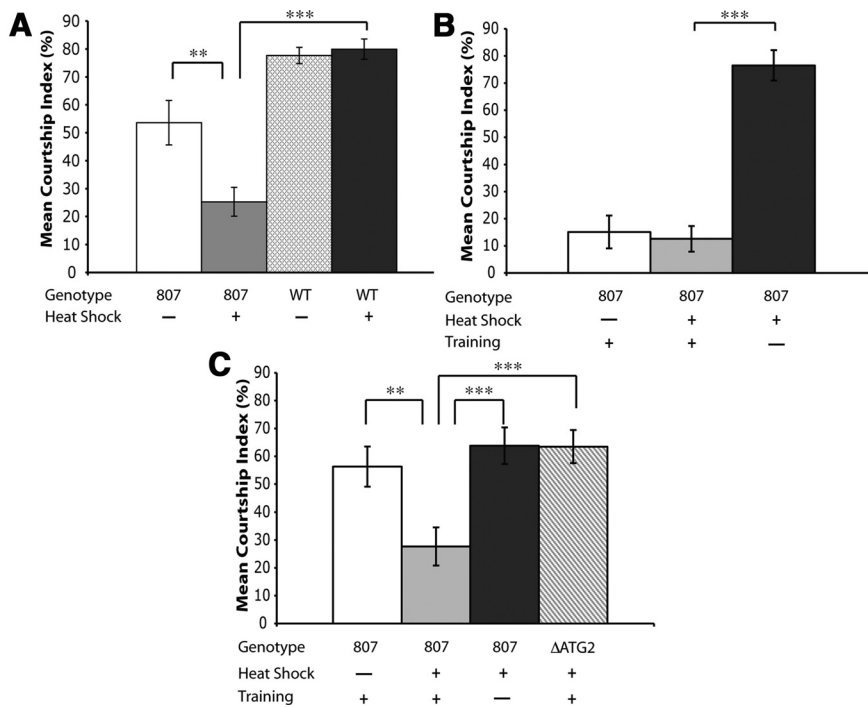 A
Mean Courtship Index (%)
90
80
70
60
50
40
30
20
10
0
**
***
Genotype 807 807 WT WT
Heat Shock — + — +
B
Mean Courtship Index (%)
90
80
70
60
50
40
30
20
10
0
***
Genotype 807 807 807
Heat Shock — + +
Training + + —
C
Mean Courtship Index (%)
90
80
70
60
50
40
30
20
10
0
***
** ***
Genotype 807 807 807 ΔATG2
Heat Shock — + + +
Training + + — +